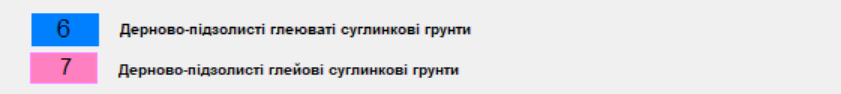 6 Дерново-підзолисті глеюваті суглинкові грунти
7 Дерново-підзолисті глейові суглинкові грунти